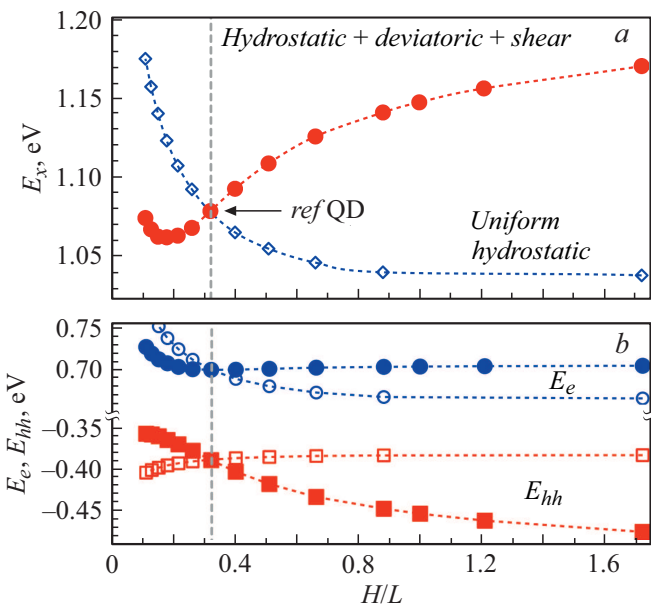 1.20
Hydrostatic + deviatoric + shear
a
1.15
E_x, eV
1.10
ref QD
Uniform
hydrostatic
1.05
1.00
0.75
b
0.70
E_e
E_e, E_hh, eV
−0.35
−0.40
E_hh
−0.45
0 0.4 0.8 1.2 1.6
H/L